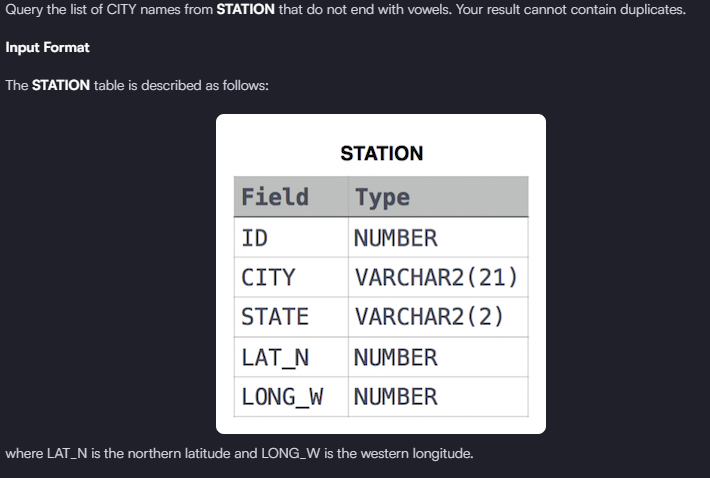 Query the list of CITY names from STATION that do not end with vowels. Your result cannot contain duplicates.
Input Format
The STATION table is described as follows:
STATION
Field Type
ID NUMBER
CITY VARCHAR2(21)
STATE VARCHAR2(2)
LAT_N NUMBER
LONG_W NUMBER
where LAT_N is the northern latitude and LONG_W is the western longitude.